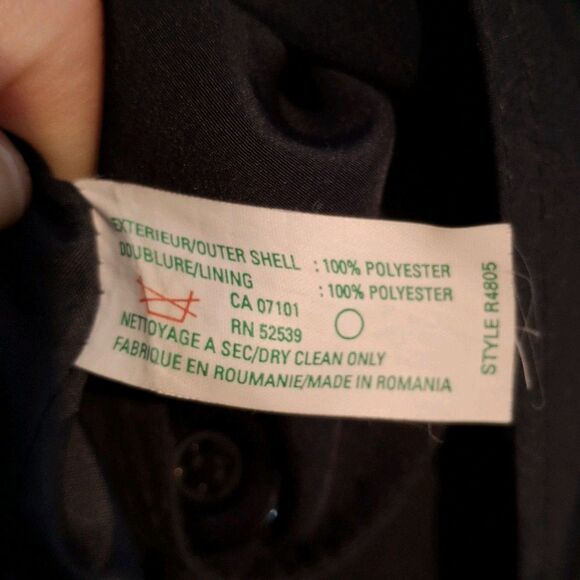 EXTERIEUR/OUTER SHELL : 100% POLYESTER
DOUBLURE/LINING : 100% POLYESTER
CA 07101
RN 52539
NETTOYAGE A SEC/DRY CLEAN ONLY
FABRIQUE EN ROUMANIE/MADE IN ROMANIA
STYLE R4805